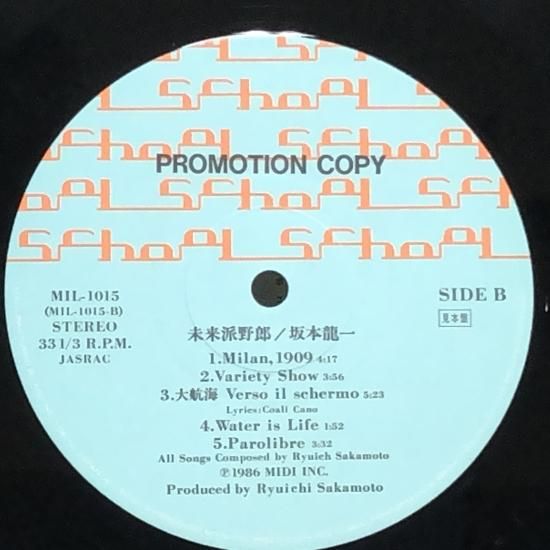 School School School
PROMOTION COPY
School School School
School School School
MIL-1015
(MIL-1015-B)
STEREO
33 1/3 R.P.M.
JASRAC
SIDE B
見本盤
未来派野郎/坂本龍一
1.Milan,1909 4:17
2.Variety Show 3:56
3.大航海 Verso il schermo 5:23
Lyrics:Coali Cano
4.Water is Life 1:52
5.Parolibre 3:32
All Songs Composed by Ryuich Sakamoto
℗1986 MIDI INC.
Produced by Ryuichi Sakamoto